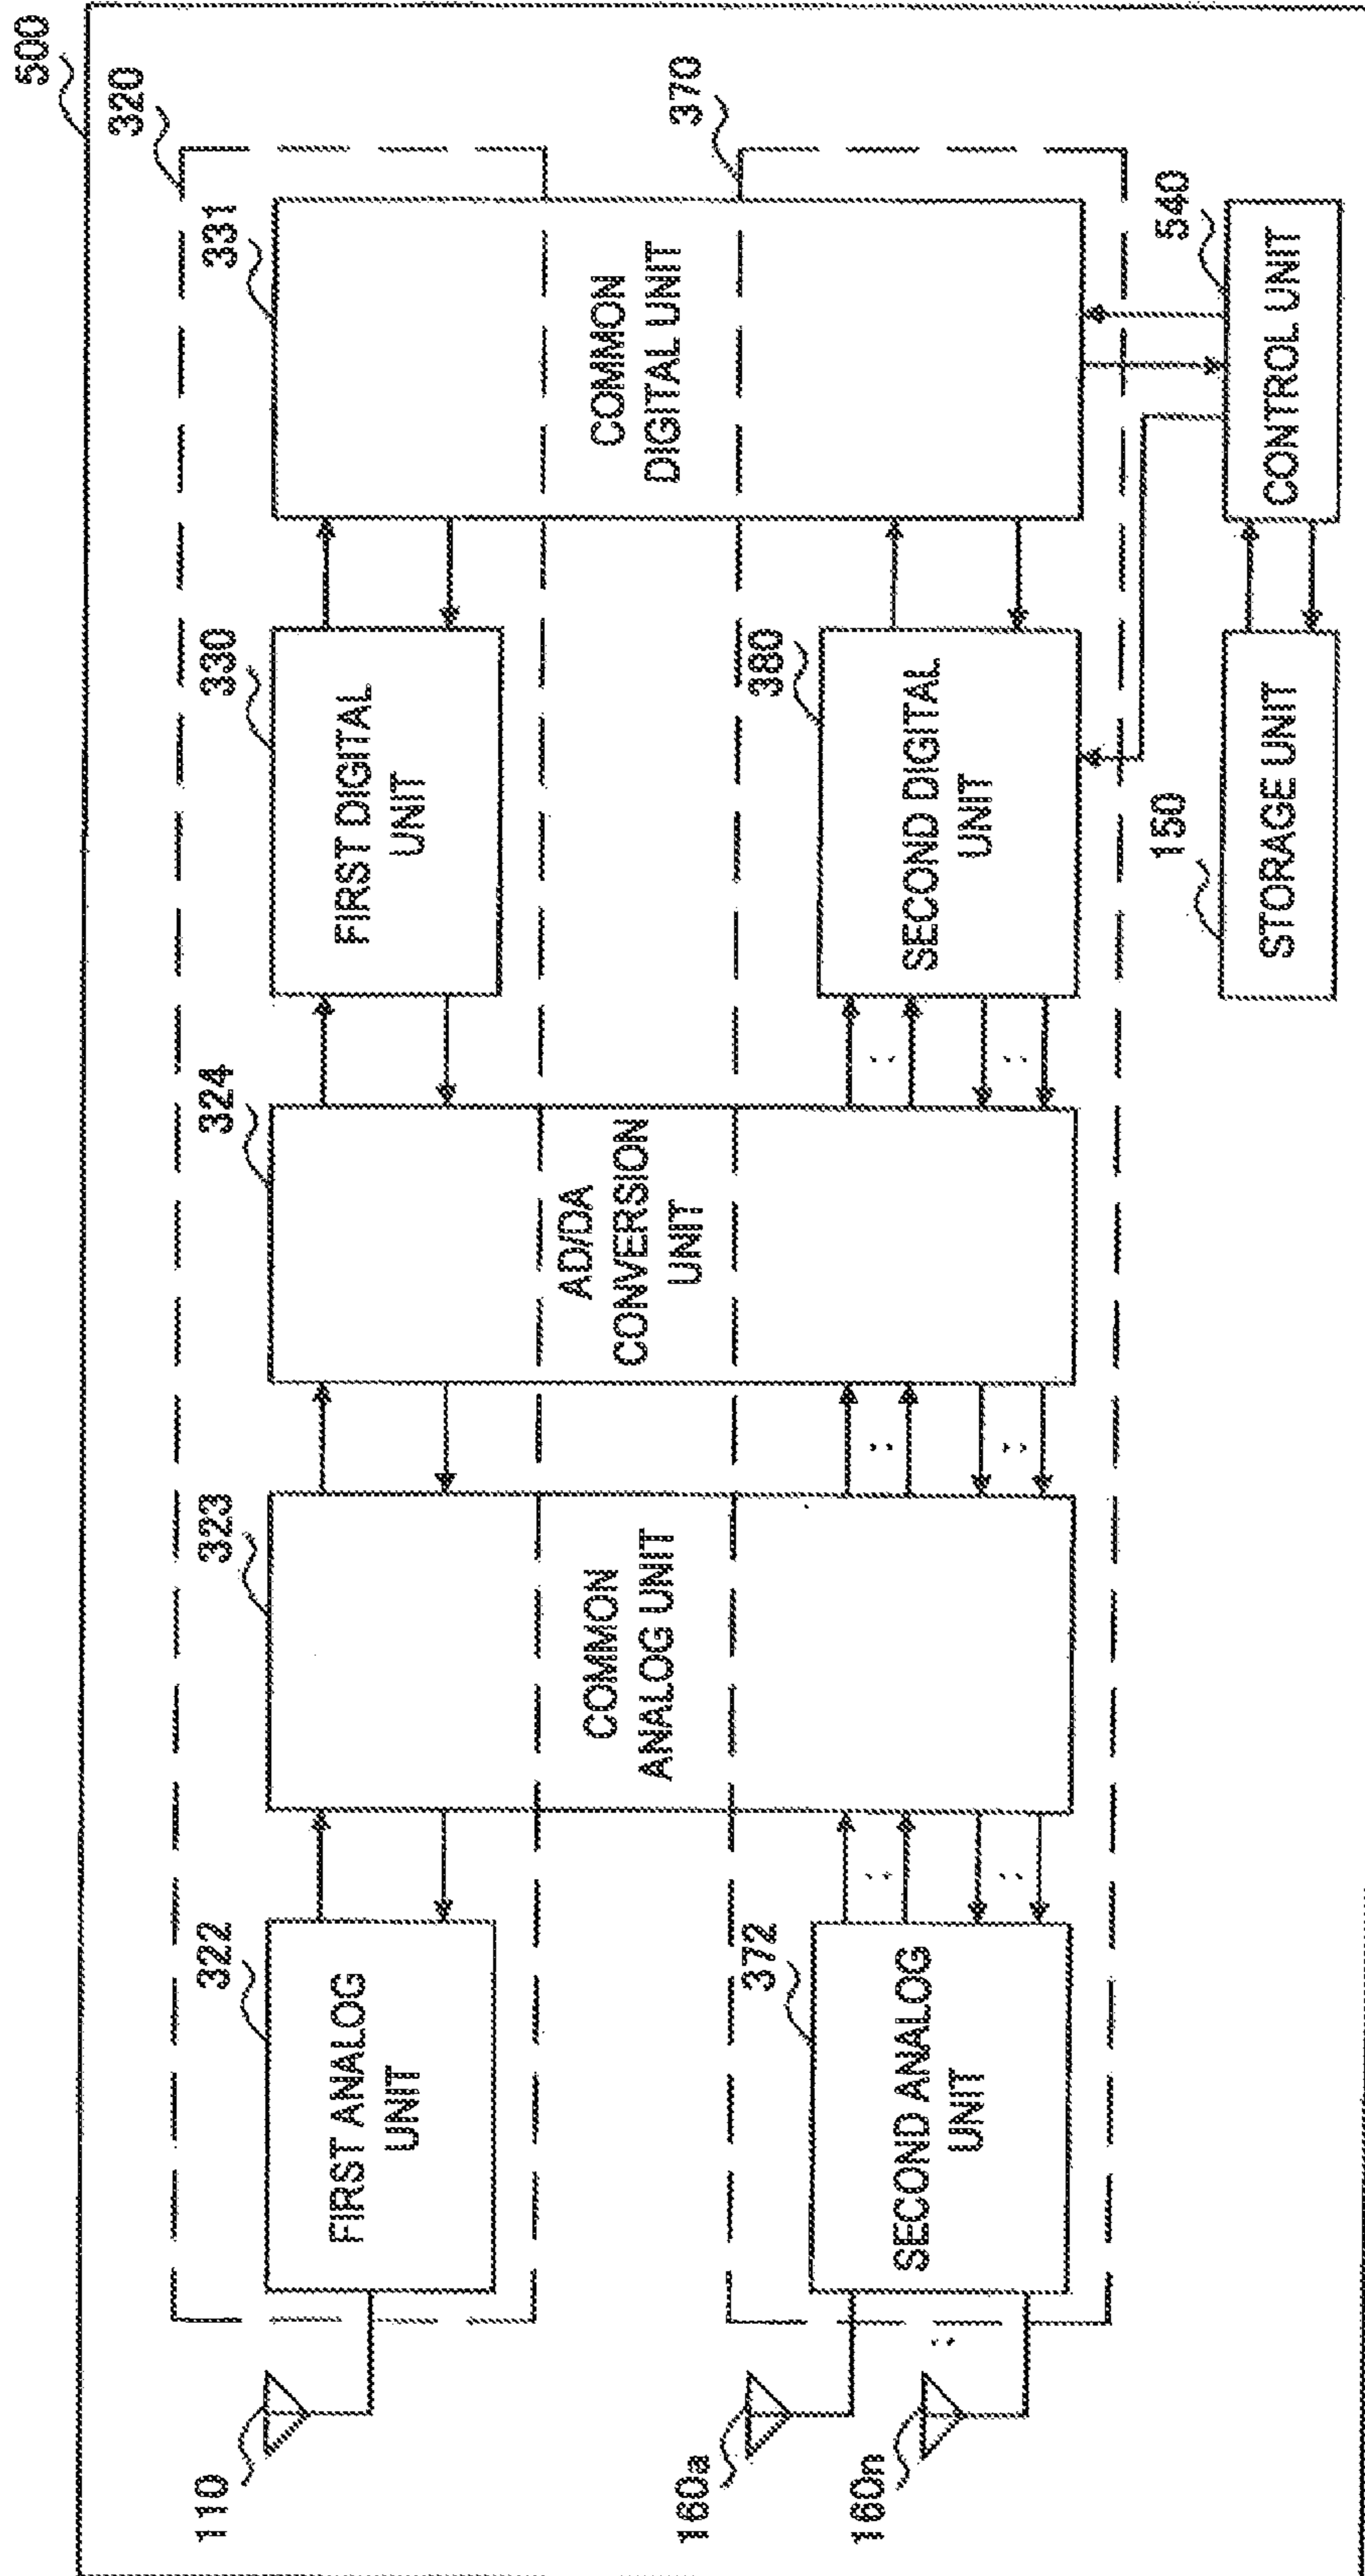 500
320
110
322
FIRST ANALOG
UNIT
323
COMMON
ANALOG UNIT
324
AD/DA
CONVERSION
UNIT
330
FIRST DIGITAL
UNIT
331
COMMON
DIGITAL UNIT
370
160a
160n
372
SECOND ANALOG
UNIT
380
SECOND DIGITAL
UNIT
150
STORAGE UNIT
540
CONTROL UNIT